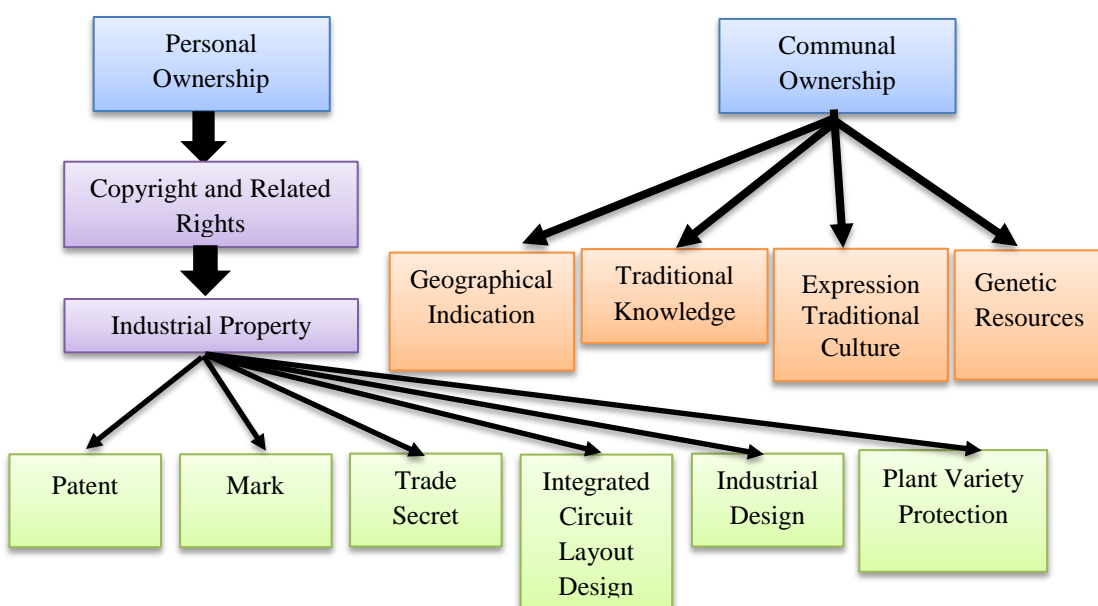 Personal
Ownership
Communal
Ownership
Copyright and Related
Rights
Industrial Property
Geographical
Indication
Traditional
Knowledge
Expression
Traditional
Culture
Genetic
Resources
Patent
Mark
Trade
Secret
Integrated
Circuit
Layout
Design
Industrial
Design
Plant Variety
Protection